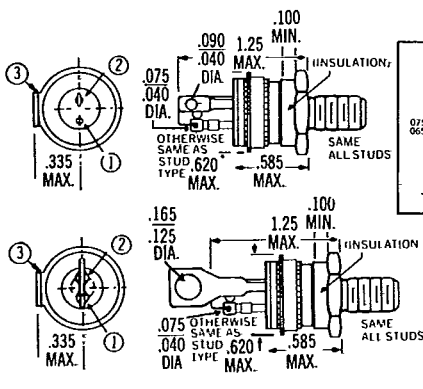 .100
MIN.
.090
.040
DIA.
1.25
MAX.
(INSULATION
③
②
.075
.040
DIA.
OTHERWISE
SAME AS
STUD
TYPE
.620
MAX.
.585
MAX.
SAME
ALL STUDS
.335
MAX.
①
.100
MIN.
.165
.125
DIA.
1.25
MAX.
(INSULATION
③
②
.075
.040
DIA
OTHERWISE
SAME AS
STUD
TYPE
.620
MAX.
.585
MAX.
SAME
ALL STUDS
.335
MAX.
①